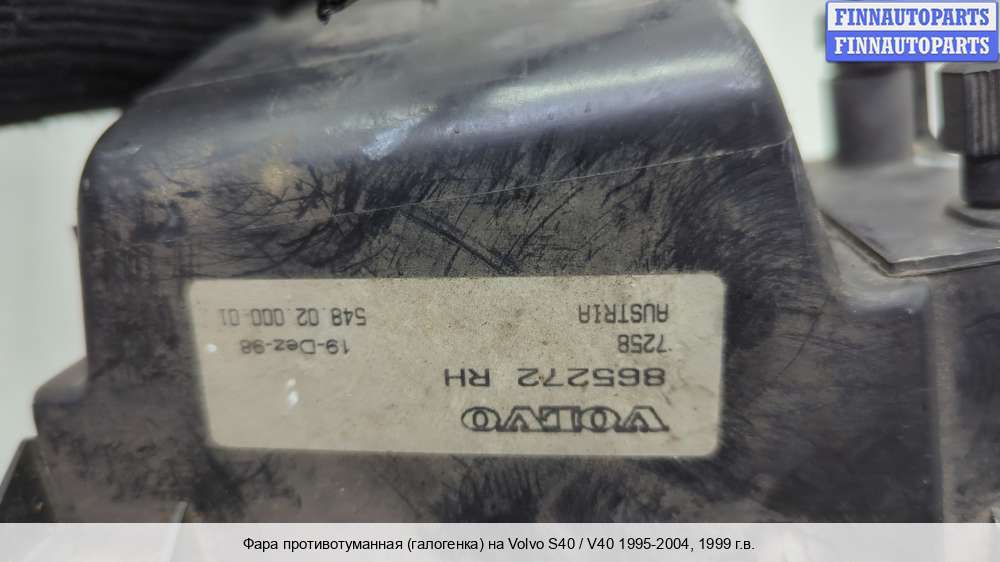 FINNAUTOPARTS
FINNAUTOPARTS
VOLVO
865272 RH
7258 19-Dez-98
AUSTRIA 548.02.000-01
Фара противотуманная (галогенка) на Volvo S40 / V40 1995-2004, 1999 г.в.